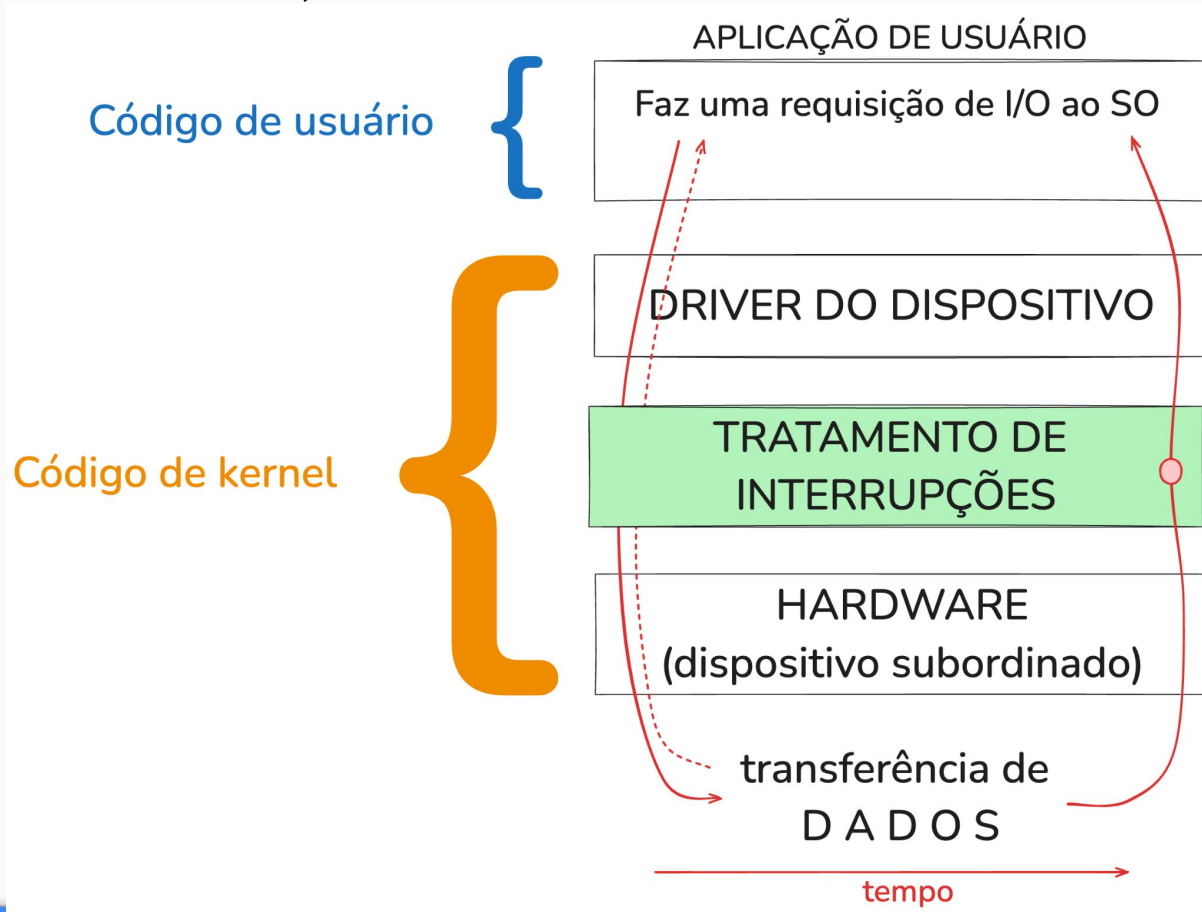 APLICAÇÃO DE USUÁRIO
Código de usuário
Faz uma requisição de I/O ao SO
DRIVER DO DISPOSITIVO
Código de kernel
TRATAMENTO DE
INTERRUPÇÕES
HARDWARE
(dispositivo subordinado)
transferência de
D A D O S
tempo